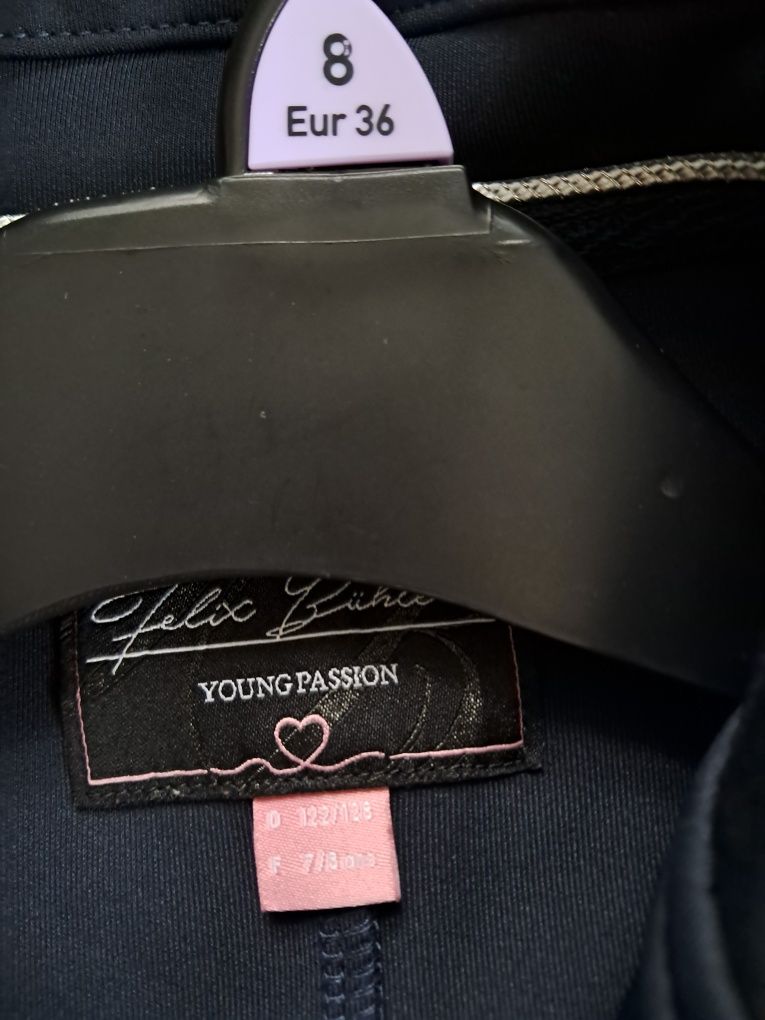 8
Eur 36
Felix Bühler
YOUNG PASSION
D 122/128
F 7/8 ans